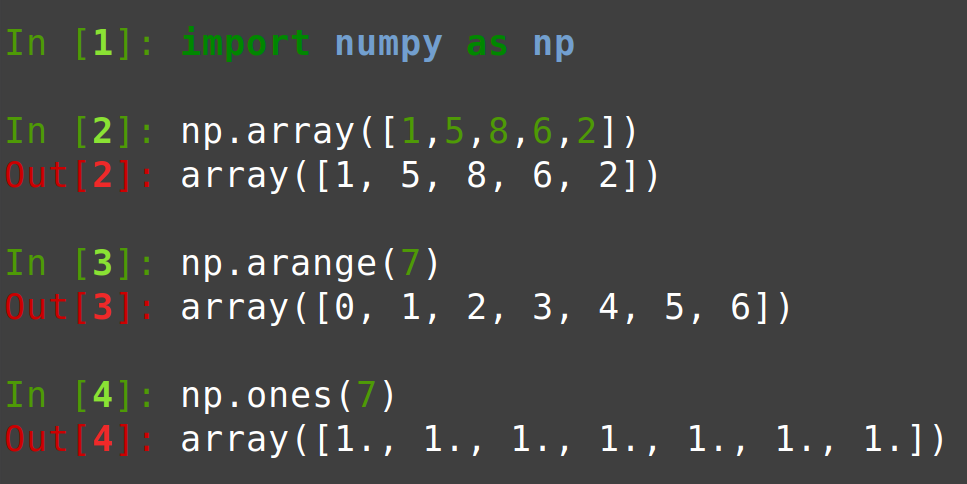 In [1]: import numpy as np
In [2]: np.array([1,5,8,6,2])
Out[2]: array([1, 5, 8, 6, 2])
In [3]: np.arange(7)
Out[3]: array([0, 1, 2, 3, 4, 5, 6])
In [4]: np.ones(7)
Out[4]: array([1., 1., 1., 1., 1., 1., 1.])